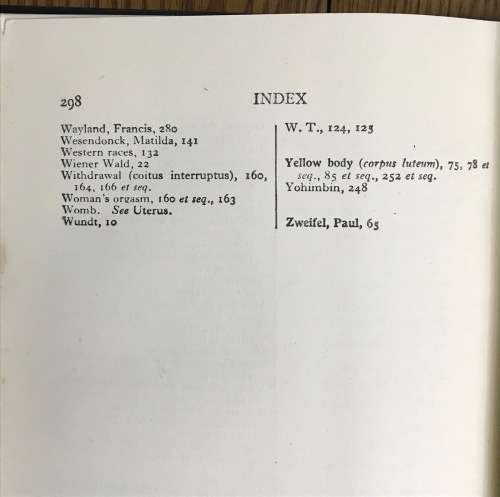 298
INDEX
Wayland, Francis, 280
Wesendonck, Matilda, 141
Western races, 132
Wiener Wald, 22
Withdrawal (coitus interruptus), 160,
164, 166 et seq.
Woman's orgasm, 160 et seq., 163
Womb. See Uterus.
Wundt, 10
W. T., 124, 125
Yellow body (corpus luteum), 75, 78 et
seq., 85 et seq., 252 et seq.
Yohimbin, 248
Zweifel, Paul, 65